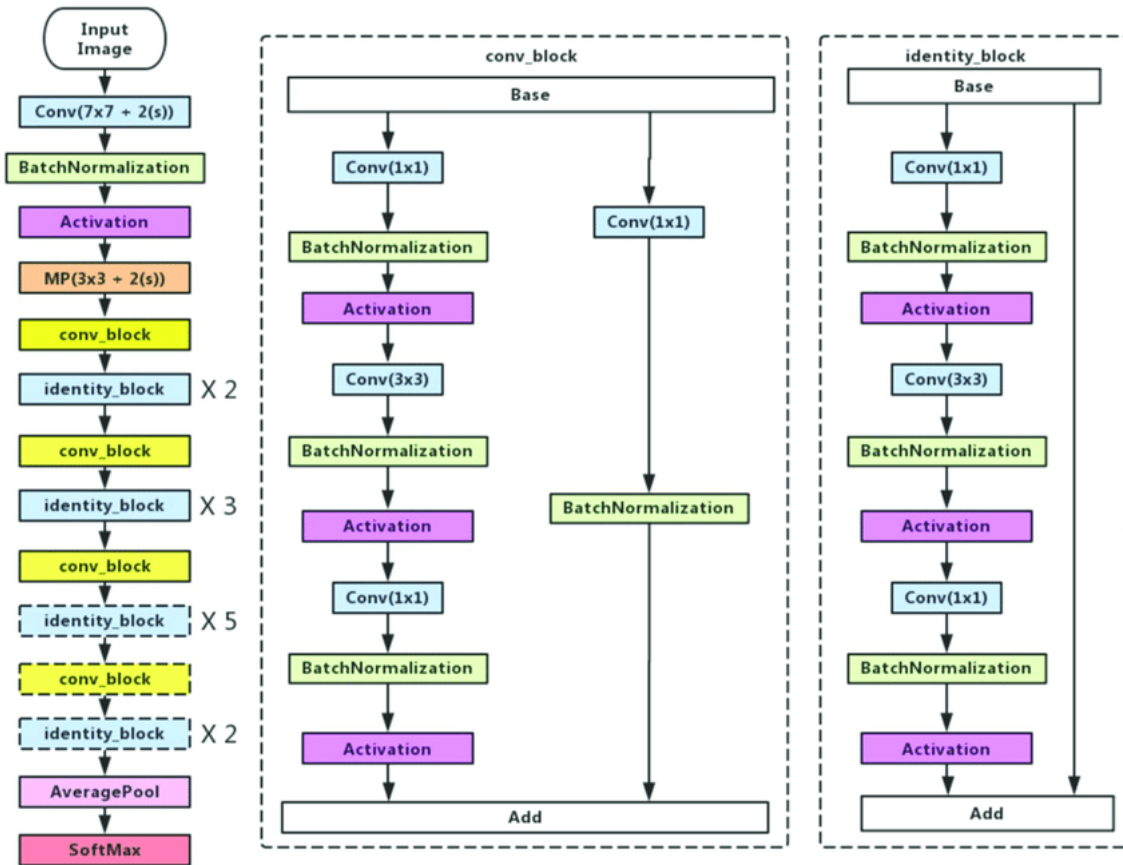 Input
Image
Conv(7x7 + 2(s))
BatchNormalization
Activation
MP(3x3 + 2(s))
conv_block
identity_block X 2
conv_block
identity_block X 3
conv_block
identity_block X 5
conv_block
identity_block X 2
AveragePool
SoftMax
conv_block
Base
Conv(1x1)
BatchNormalization
Activation
Conv(3x3)
BatchNormalization
Activation
Conv(1x1)
BatchNormalization
Activation
Conv(1x1)
BatchNormalization
Add
identity_block
Base
Conv(1x1)
BatchNormalization
Activation
Conv(3x3)
BatchNormalization
Activation
Conv(1x1)
BatchNormalization
Activation
Add